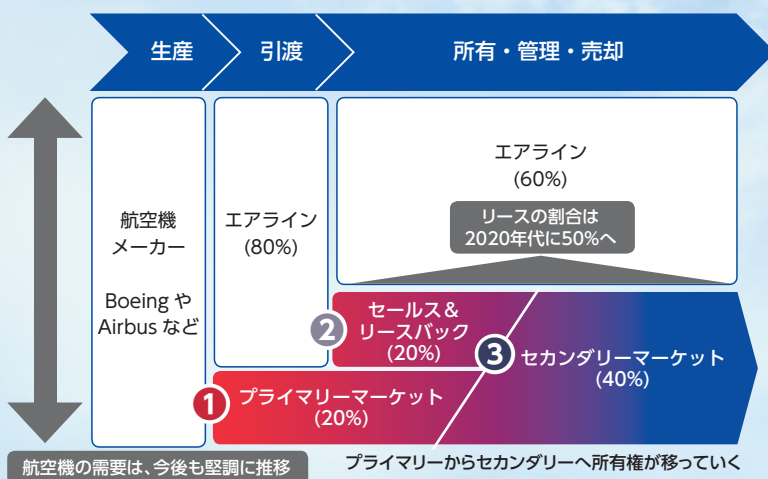 生産
引渡
所有・管理・売却
航空機
メーカー
Boeing や
Airbus など
エアライン
(80%)
エアライン
(60%)
リースの割合は
2020年代に50%へ
2
セールス&
リースバック
(20%)
3
セカンダリーマーケット
(40%)
1
プライマリーマーケット
(20%)
航空機の需要は、今後も堅調に推移
プライマリーからセカンダリーへ所有権が移っていく